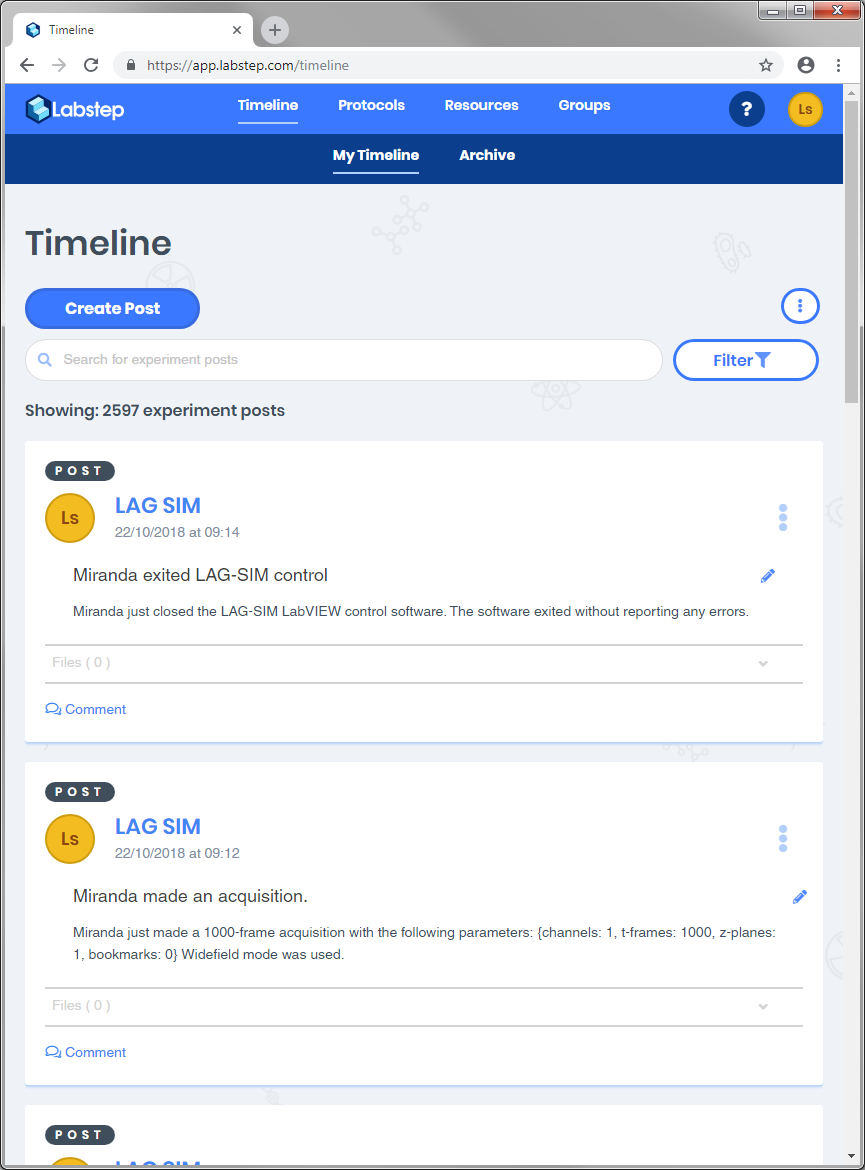 Timeline
https://app.labstep.com/timeline
Labstep
Timeline Protocols Resources Groups
? Ls
My Timeline Archive
Timeline
Create Post
Search for experiment posts
Filter
Showing: 2597 experiment posts
POST
Ls
LAG SIM
22/10/2018 at 09:14
Miranda exited LAG-SIM control
Miranda just closed the LAG-SIM LabVIEW control software. The software exited without reporting any errors.
Files ( 0 )
Comment
POST
Ls
LAG SIM
22/10/2018 at 09:12
Miranda made an acquisition.
Miranda just made a 1000-frame acquisition with the following parameters: {channels: 1, t-frames: 1000, z-planes:
1, bookmarks: 0} Widefield mode was used.
Files ( 0 )
Comment
POST
LAG SIM